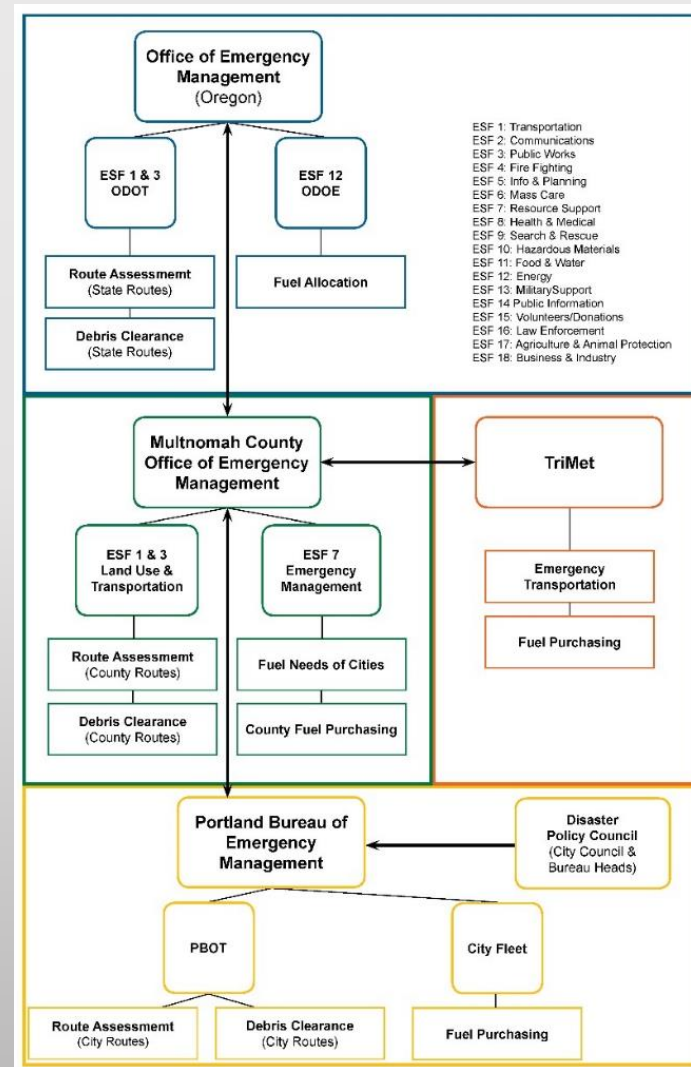 Office of Emergency
Management
(Oregon)
ESF 1 & 3
ODOT
ESF 12
ODOE
Route Assessmemt
(State Routes)
Fuel Allocation
Debris Clearance
(State Routes)
ESF 1: Transportation
ESF 2: Communications
ESF 3: Public Works
ESF 4: Fire Fighting
ESF 5: Info & Planning
ESF 6: Mass Care
ESF 7: Resource Support
ESF 8: Health & Medical
ESF 9: Search & Rescue
ESF 10: Hazardous Materials
ESF 11: Food & Water
ESF 12: Energy
ESF 13: MilitarySupport
ESF 14 Public Information
ESF 15: Volunteers/Donations
ESF 16: Law Enforcement
ESF 17: Agriculture & Animal Protection
ESF 18: Business & Industry
Multnomah County
Office of Emergency
Management
ESF 1 & 3
Land Use &
Transportation
ESF 7
Emergency
Management
Route Assessmemt
(County Routes)
Fuel Needs of Cities
Debris Clearance
(County Routes)
County Fuel Purchasing
TriMet
Emergency
Transportation
Fuel Purchasing
Portland Bureau of
Emergency
Management
Disaster
Policy Council
(City Council &
Bureau Heads)
PBOT
City Fleet
Route Assessmemt
(City Routes)
Debris Clearance
(City Routes)
Fuel Purchasing